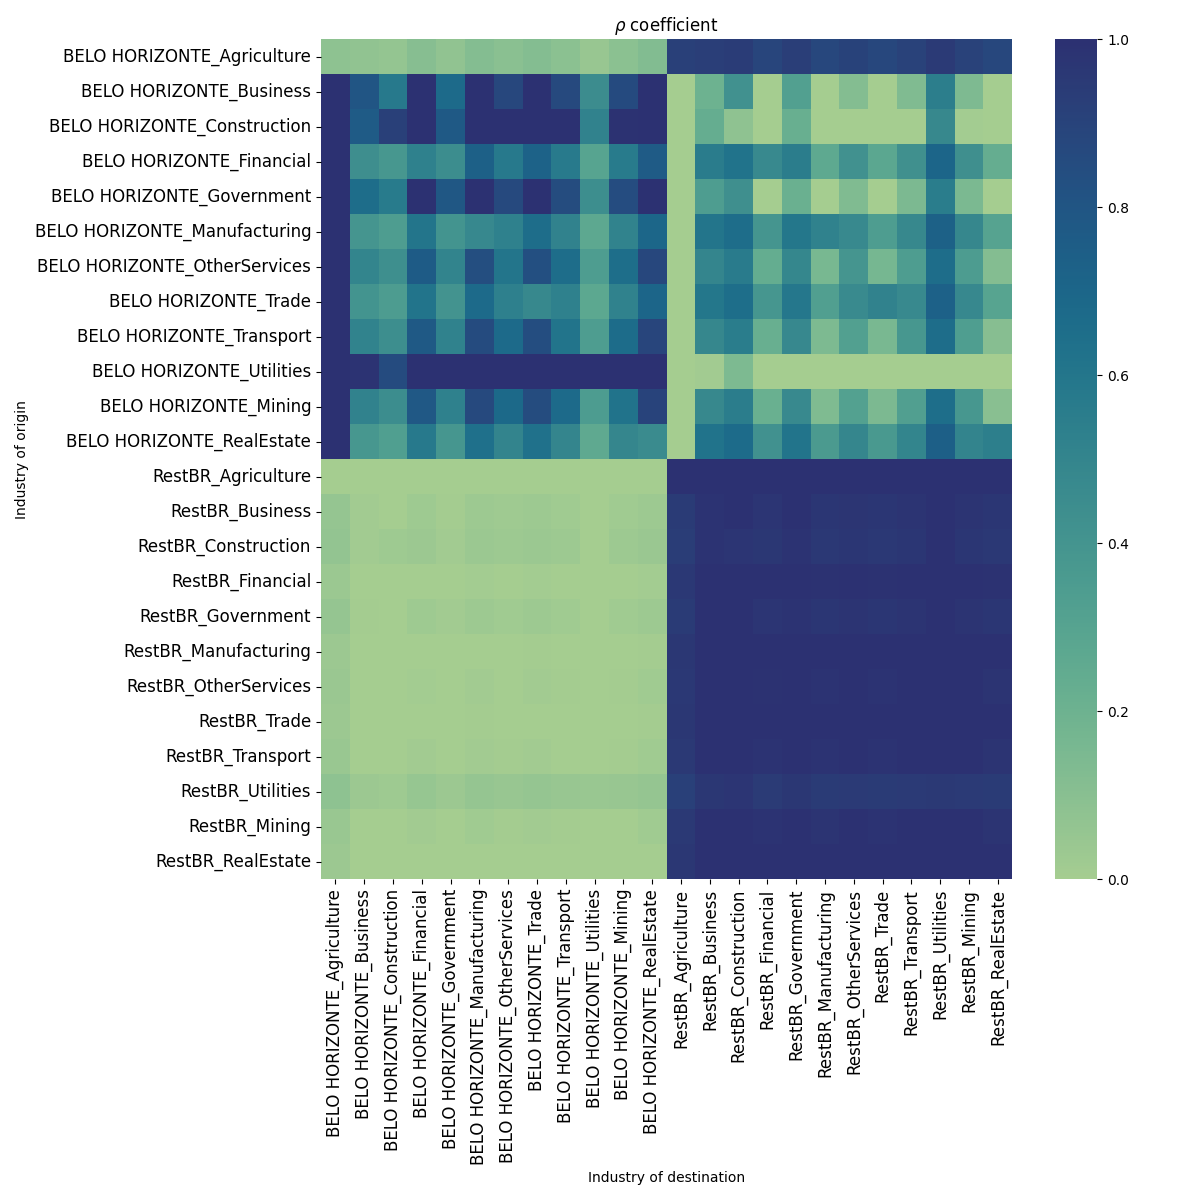 ρ coefficient
BELO HORIZONTE_Agriculture
BELO HORIZONTE_Business
BELO HORIZONTE_Construction
BELO HORIZONTE_Financial
BELO HORIZONTE_Government
BELO HORIZONTE_Manufacturing
BELO HORIZONTE_OtherServices
BELO HORIZONTE_Trade
BELO HORIZONTE_Transport
BELO HORIZONTE_Utilities
BELO HORIZONTE_Mining
BELO HORIZONTE_RealEstate
RestBR_Agriculture
RestBR_Business
RestBR_Construction
RestBR_Financial
RestBR_Government
RestBR_Manufacturing
RestBR_OtherServices
RestBR_Trade
RestBR_Transport
RestBR_Utilities
RestBR_Mining
RestBR_RealEstate
Industry of origin
BELO HORIZONTE_Agriculture
BELO HORIZONTE_Business
BELO HORIZONTE_Construction
BELO HORIZONTE_Financial
BELO HORIZONTE_Government
BELO HORIZONTE_Manufacturing
BELO HORIZONTE_OtherServices
BELO HORIZONTE_Trade
BELO HORIZONTE_Transport
BELO HORIZONTE_Utilities
BELO HORIZONTE_Mining
BELO HORIZONTE_RealEstate
RestBR_Agriculture
RestBR_Business
RestBR_Construction
RestBR_Financial
RestBR_Government
RestBR_Manufacturing
RestBR_OtherServices
RestBR_Trade
RestBR_Transport
RestBR_Utilities
RestBR_Mining
RestBR_RealEstate
Industry of destination
1.0
0.8
0.6
0.4
0.2
0.0